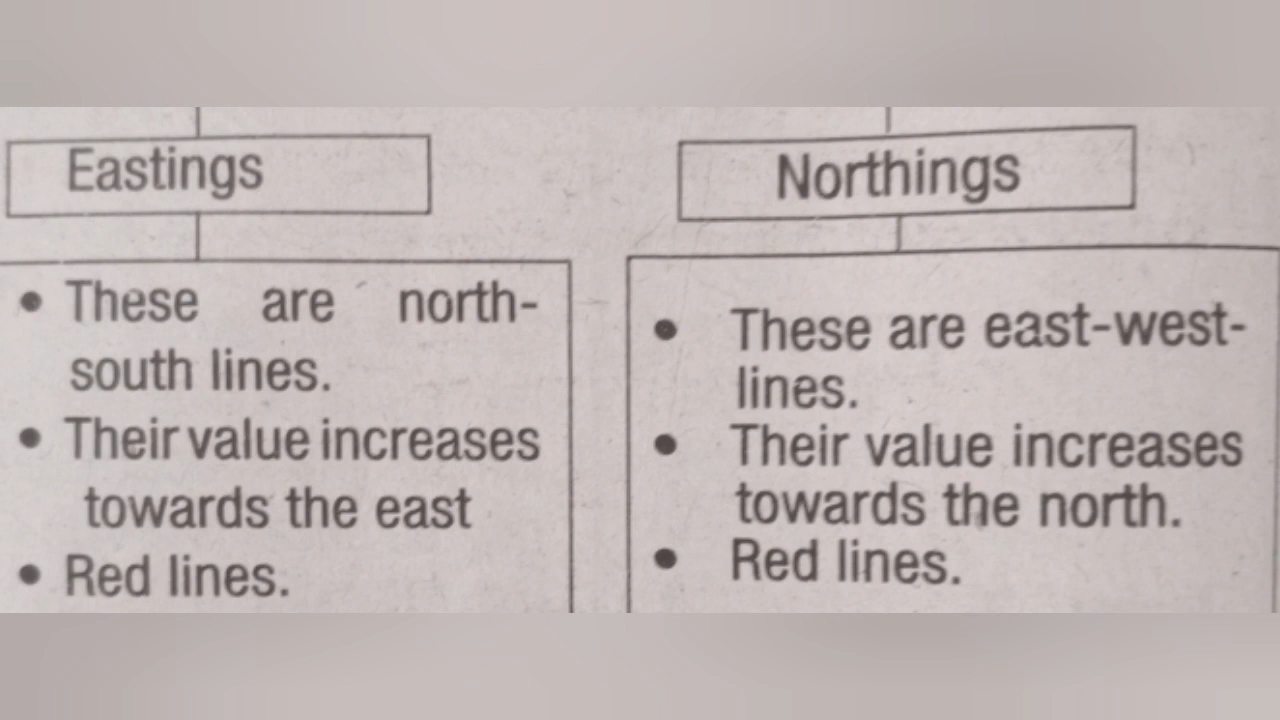 Eastings
• These are north-
south lines.
• Their value increases
towards the east
• Red lines.
Northings
• These are east-west-
lines.
• Their value increases
towards the north.
• Red lines.